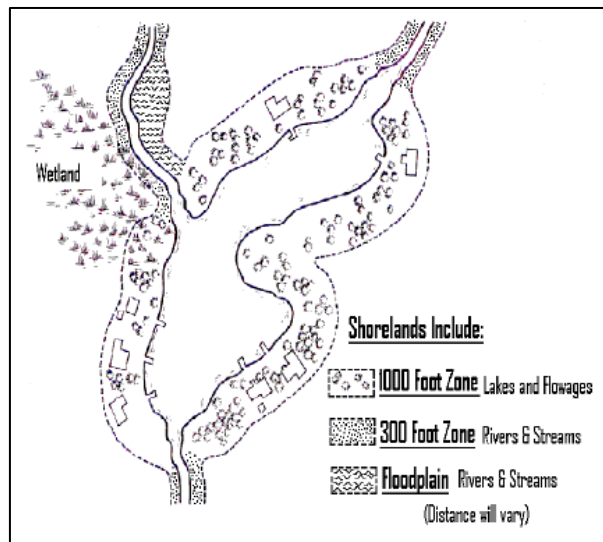 Wetland
Shorelands Include:
1000 Foot Zone Lakes and Flowages
300 Foot Zone Rivers & Streams
Floodplain Rivers & Streams
(Distance will vary)